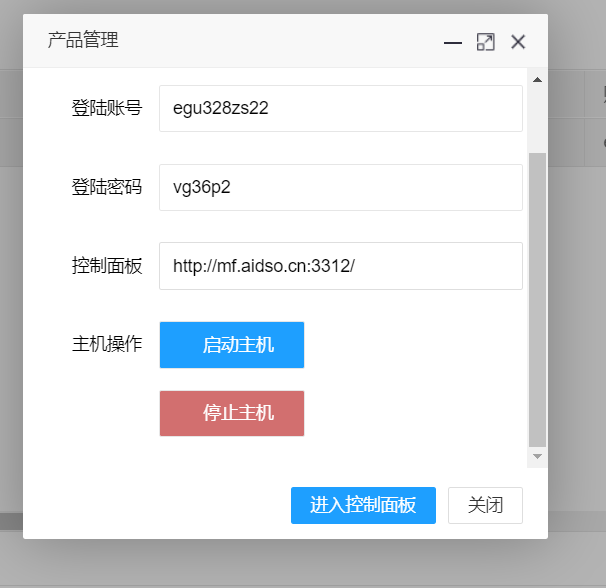 产品管理
登陆账号 egu328zs22
登陆密码 vg36p2
控制面板 http://mf.aidso.cn:3312/
主机操作 启动主机
停止主机
进入控制面板 关闭